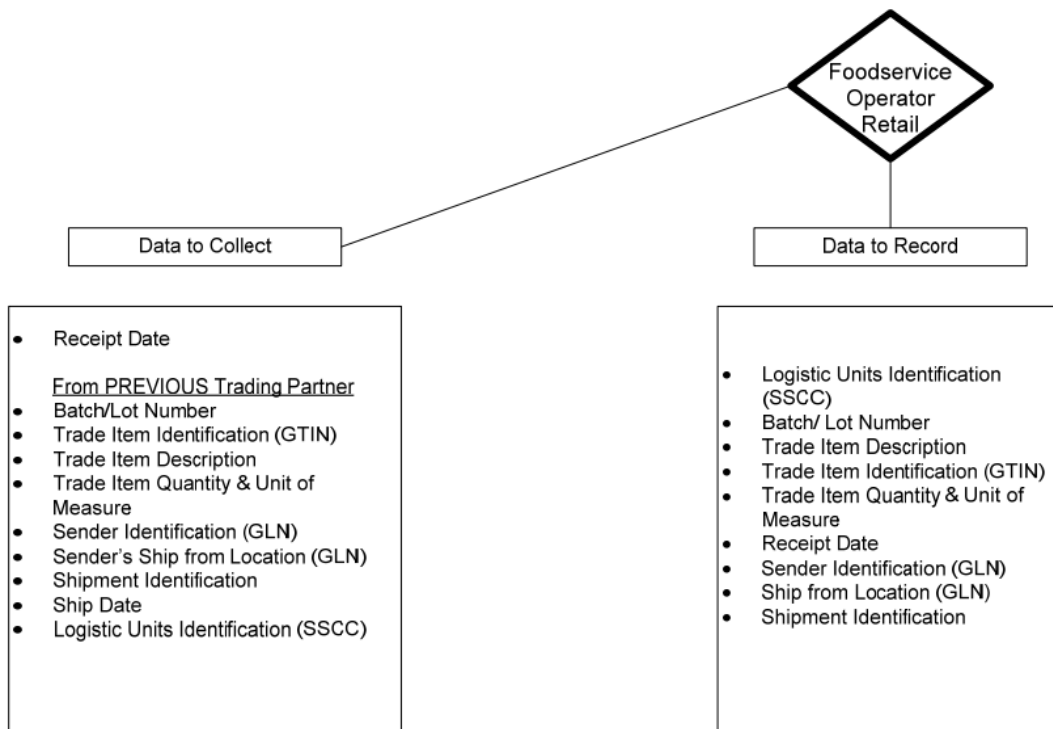 Foodservice
Operator
Retail
Data to Collect
Data to Record
• Receipt Date
From PREVIOUS Trading Partner
• Batch/Lot Number
• Trade Item Identification (GTIN)
• Trade Item Description
• Trade Item Quantity & Unit of
Measure
• Sender Identification (GLN)
• Sender's Ship from Location (GLN)
• Shipment Identification
• Ship Date
• Logistic Units Identification (SSCC)
• Logistic Units Identification
(SSCC)
• Batch/ Lot Number
• Trade Item Description
• Trade Item Identification (GTIN)
• Trade Item Quantity & Unit of
Measure
• Receipt Date
• Sender Identification (GLN)
• Ship from Location (GLN)
• Shipment Identification